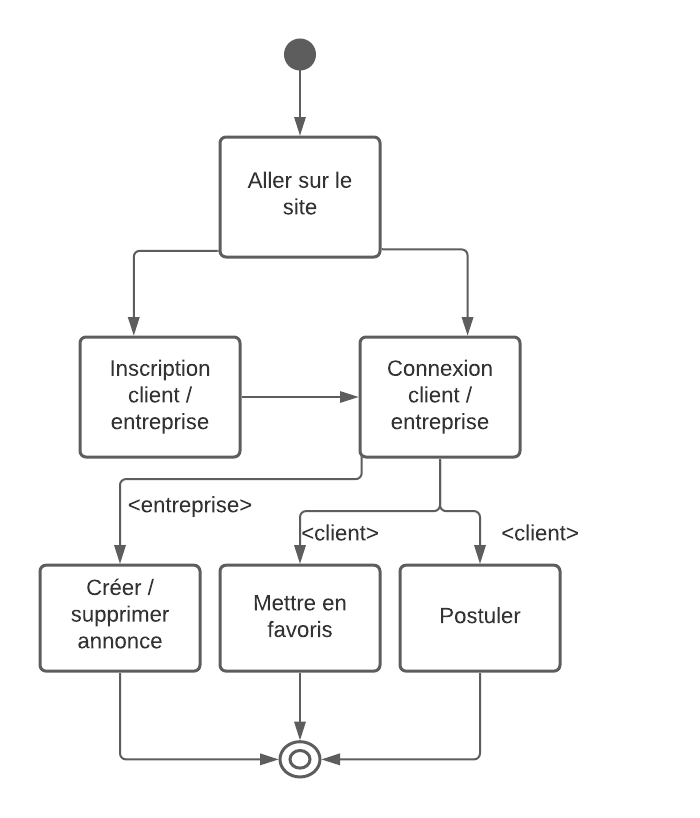 Aller sur le
site
Inscription
client /
entreprise
Connexion
client /
entreprise
<entreprise>
<client>
<client>
Créer /
supprimer
annonce
Mettre en
favoris
Postuler